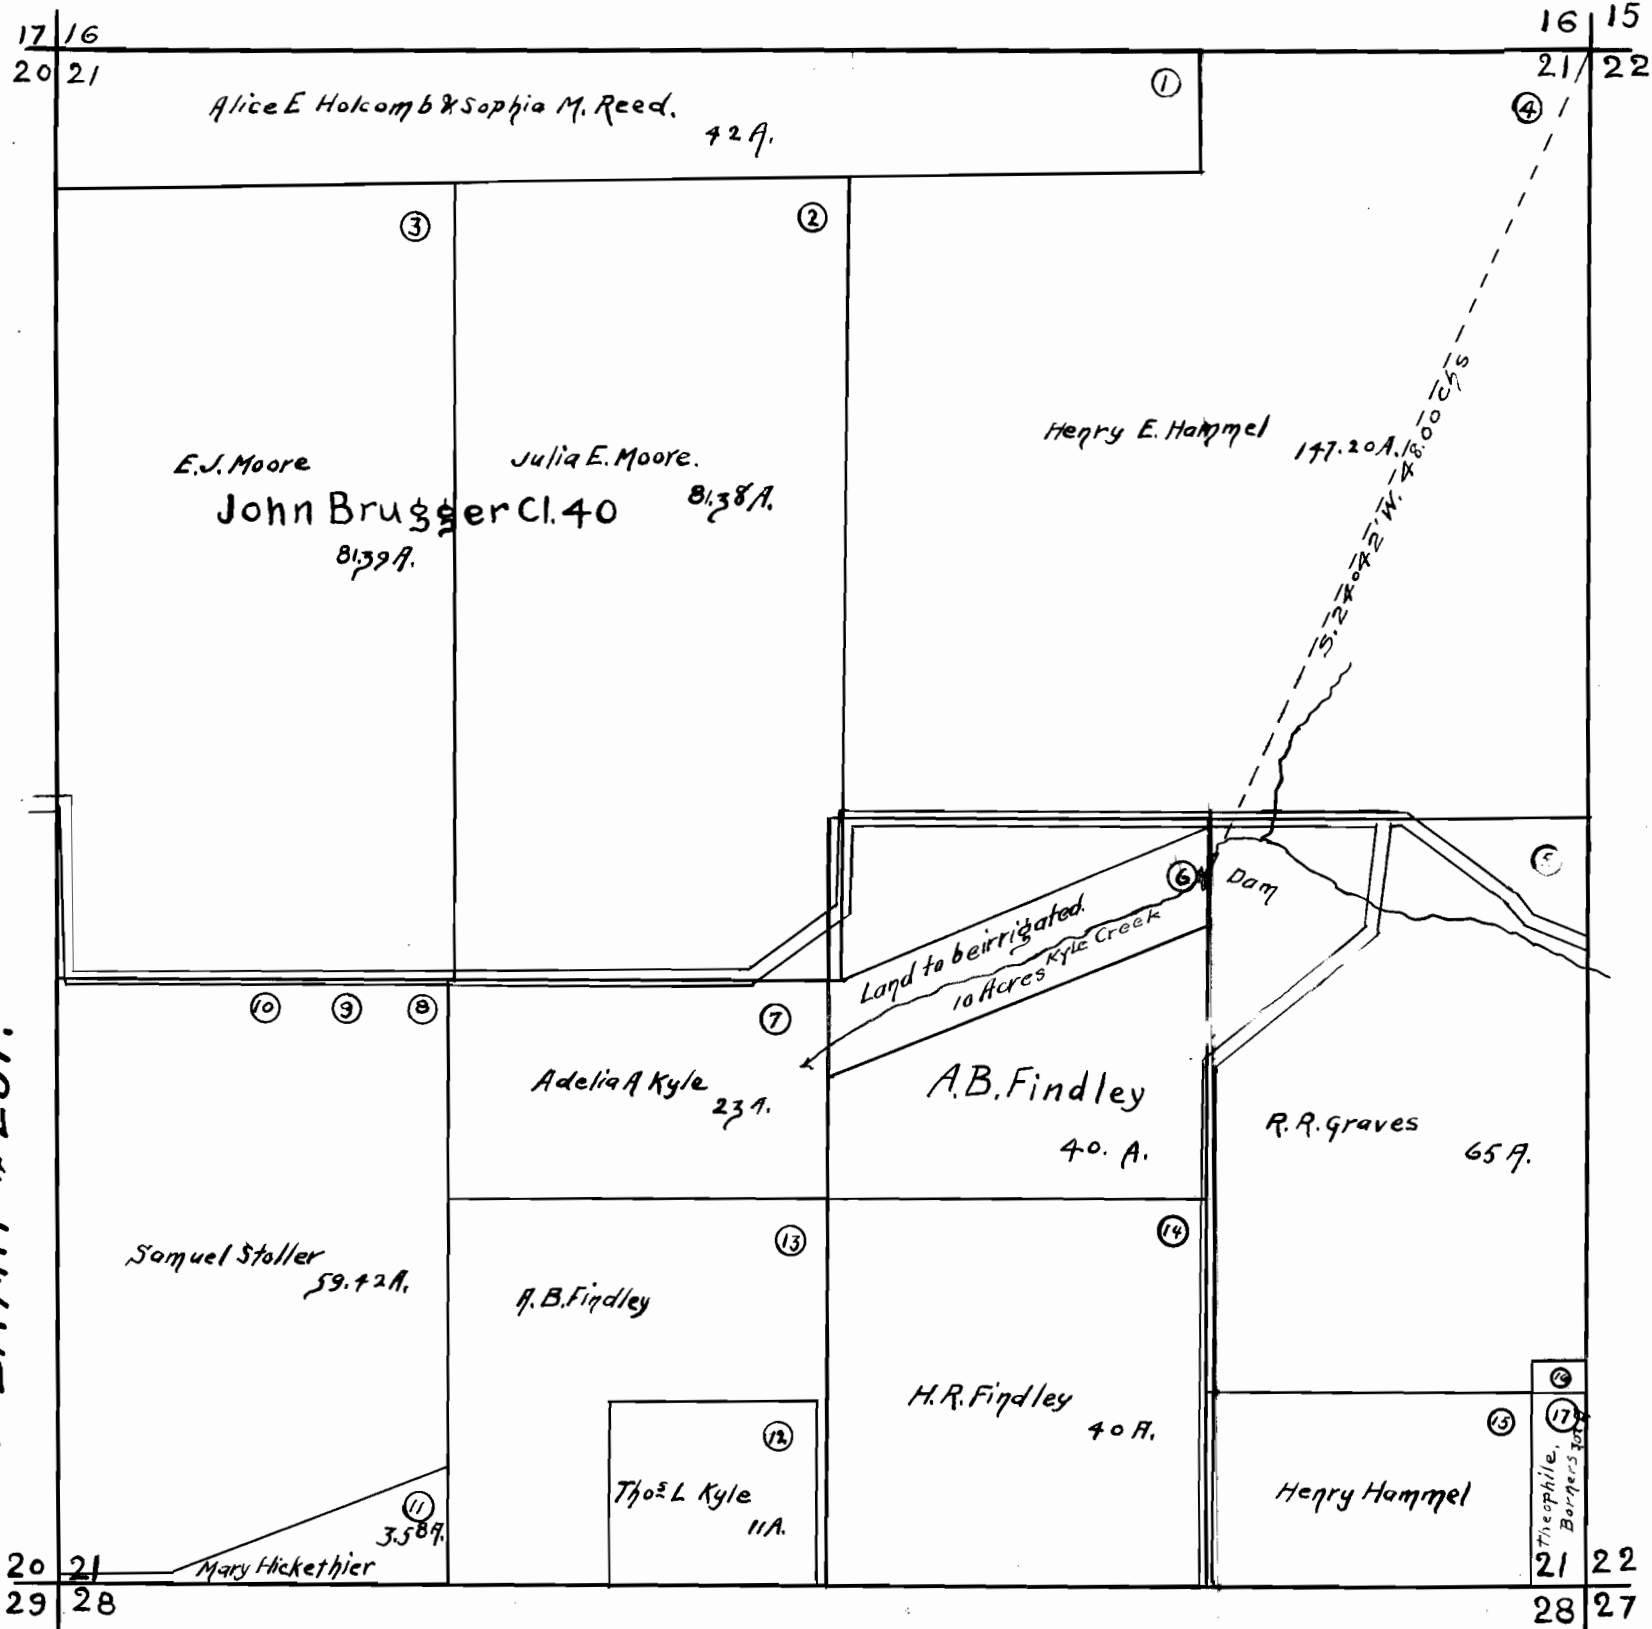 17 16
16 15
20 21
21 22
Alice E Holcomb & Sophia M. Reed.
42 A.
1
4
3
2
S. 24°42' W. 48.00 chs
Henry E. Hammel
147.20 A.
E.J. Moore
Julia E. Moore.
81.38 A.
John Brugger Cl. 40
81.39 A.
5
6
Dam
Land to be irrigated.
Kyle Creek
10 Acres
10 9 8
7
Adelia A Kyle
23 A.
A.B. Findley
40. A.
R.R. Graves
65 A.
13
14
Samuel Stoller
59.42 A.
A.B. Findley
H.R. Findley
40 A.
16
12
15
17
Theophile,
Borners
Thos L Kyle
11 A.
Henry Hammel
11
3.58 A.
Mary Hickethier
20 21
21 22
29 28
28 27